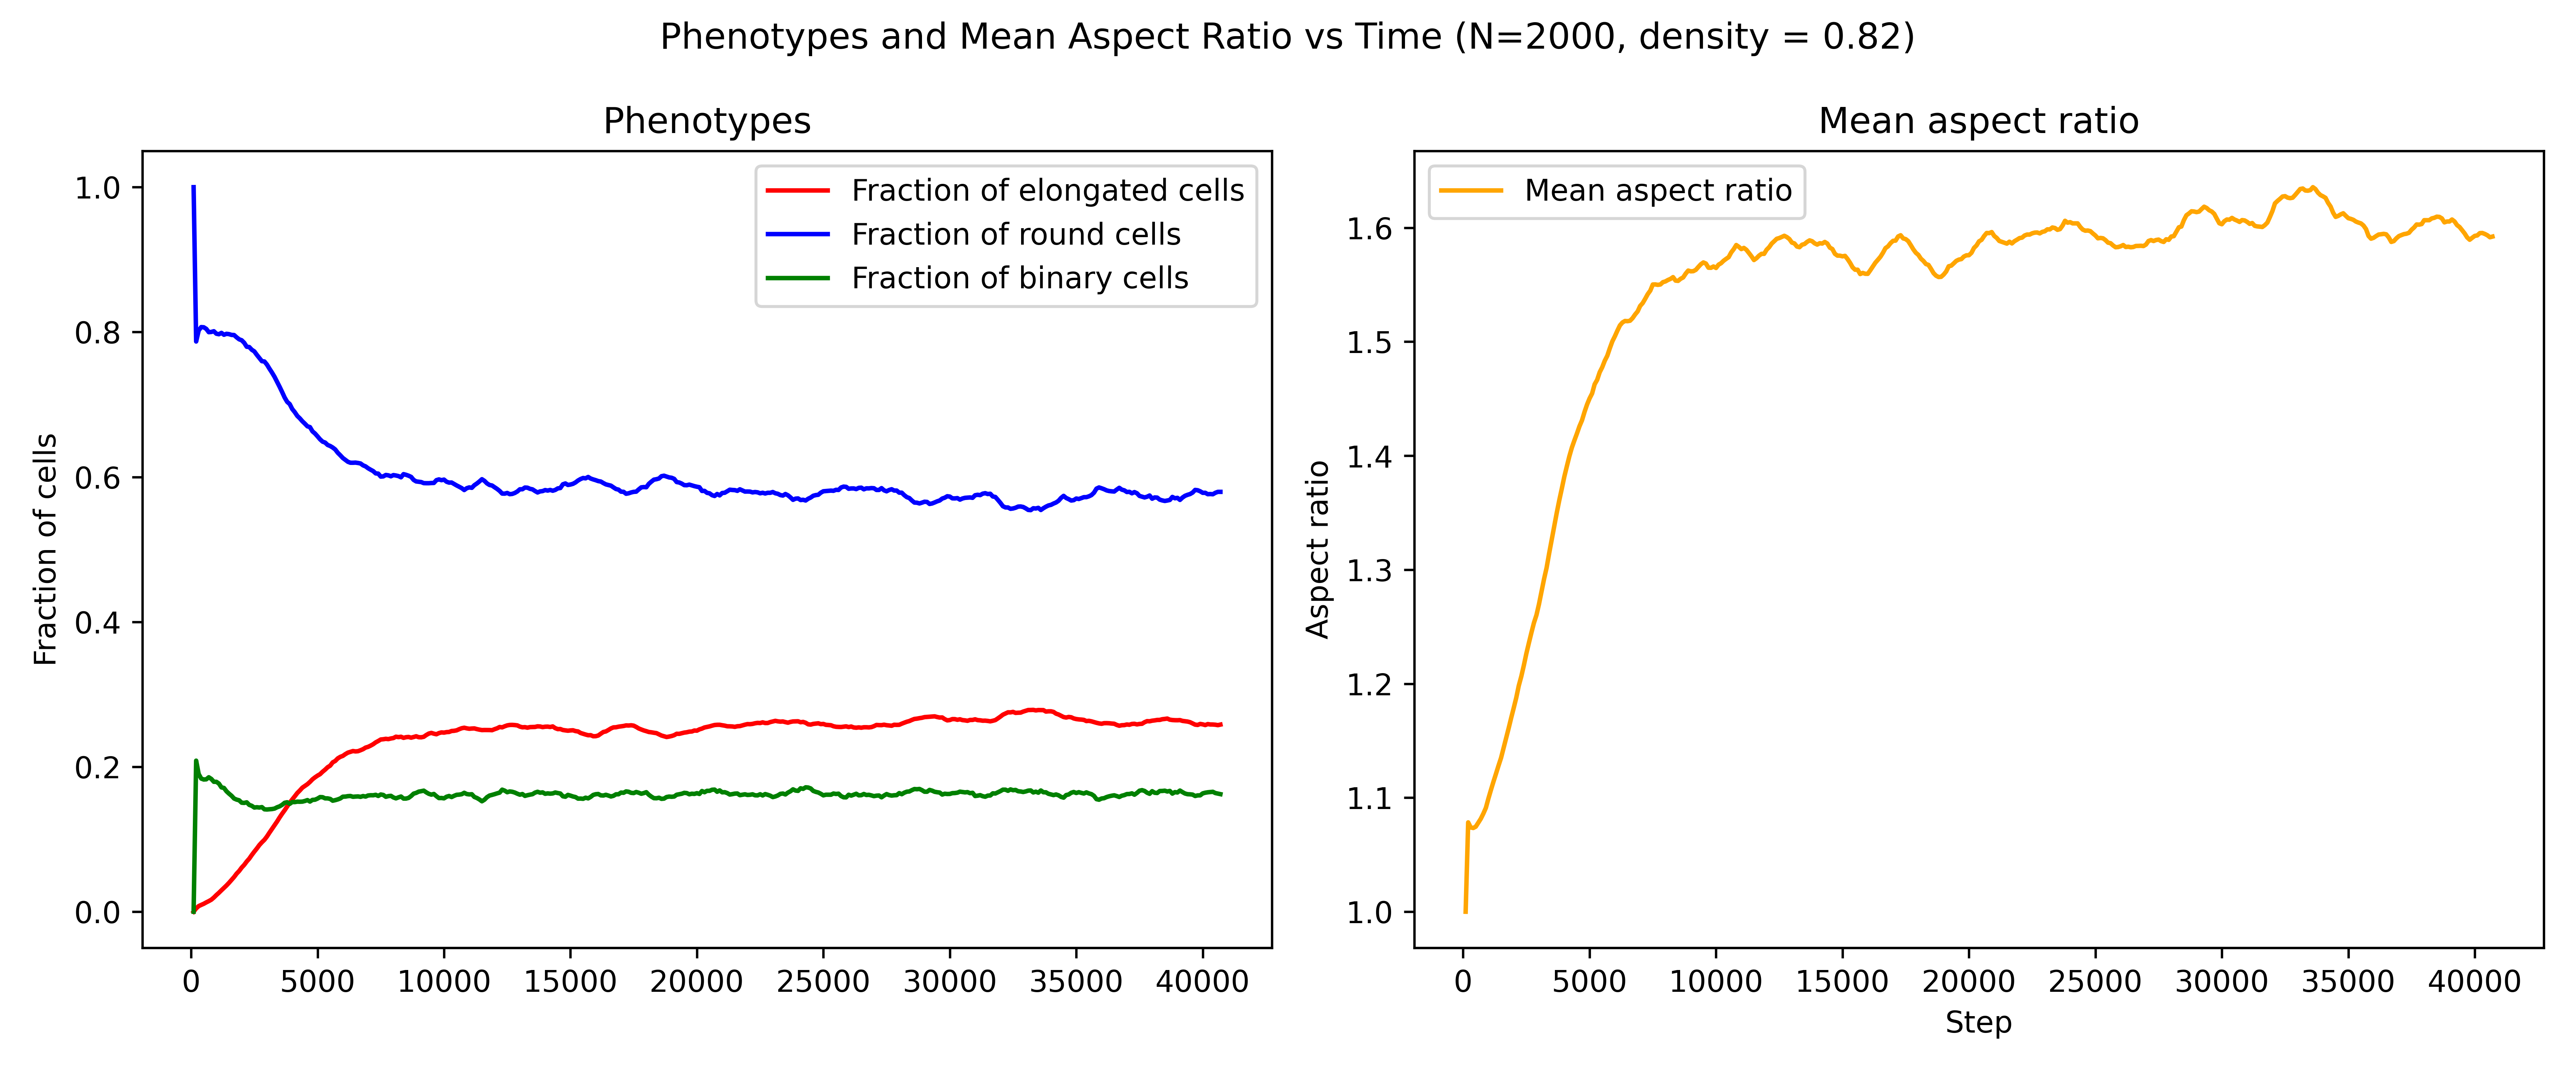 Phenotypes and Mean Aspect Ratio vs Time (N=2000, density = 0.82)
Phenotypes
Fraction of cells
1.0
0.8
0.6
0.4
0.2
0.0
Fraction of elongated cells
Fraction of round cells
Fraction of binary cells
0 5000 10000 15000 20000 25000 30000 35000 40000
Mean aspect ratio
Aspect ratio
1.6
1.5
1.4
1.3
1.2
1.1
1.0
Mean aspect ratio
0 5000 10000 15000 20000 25000 30000 35000 40000
Step